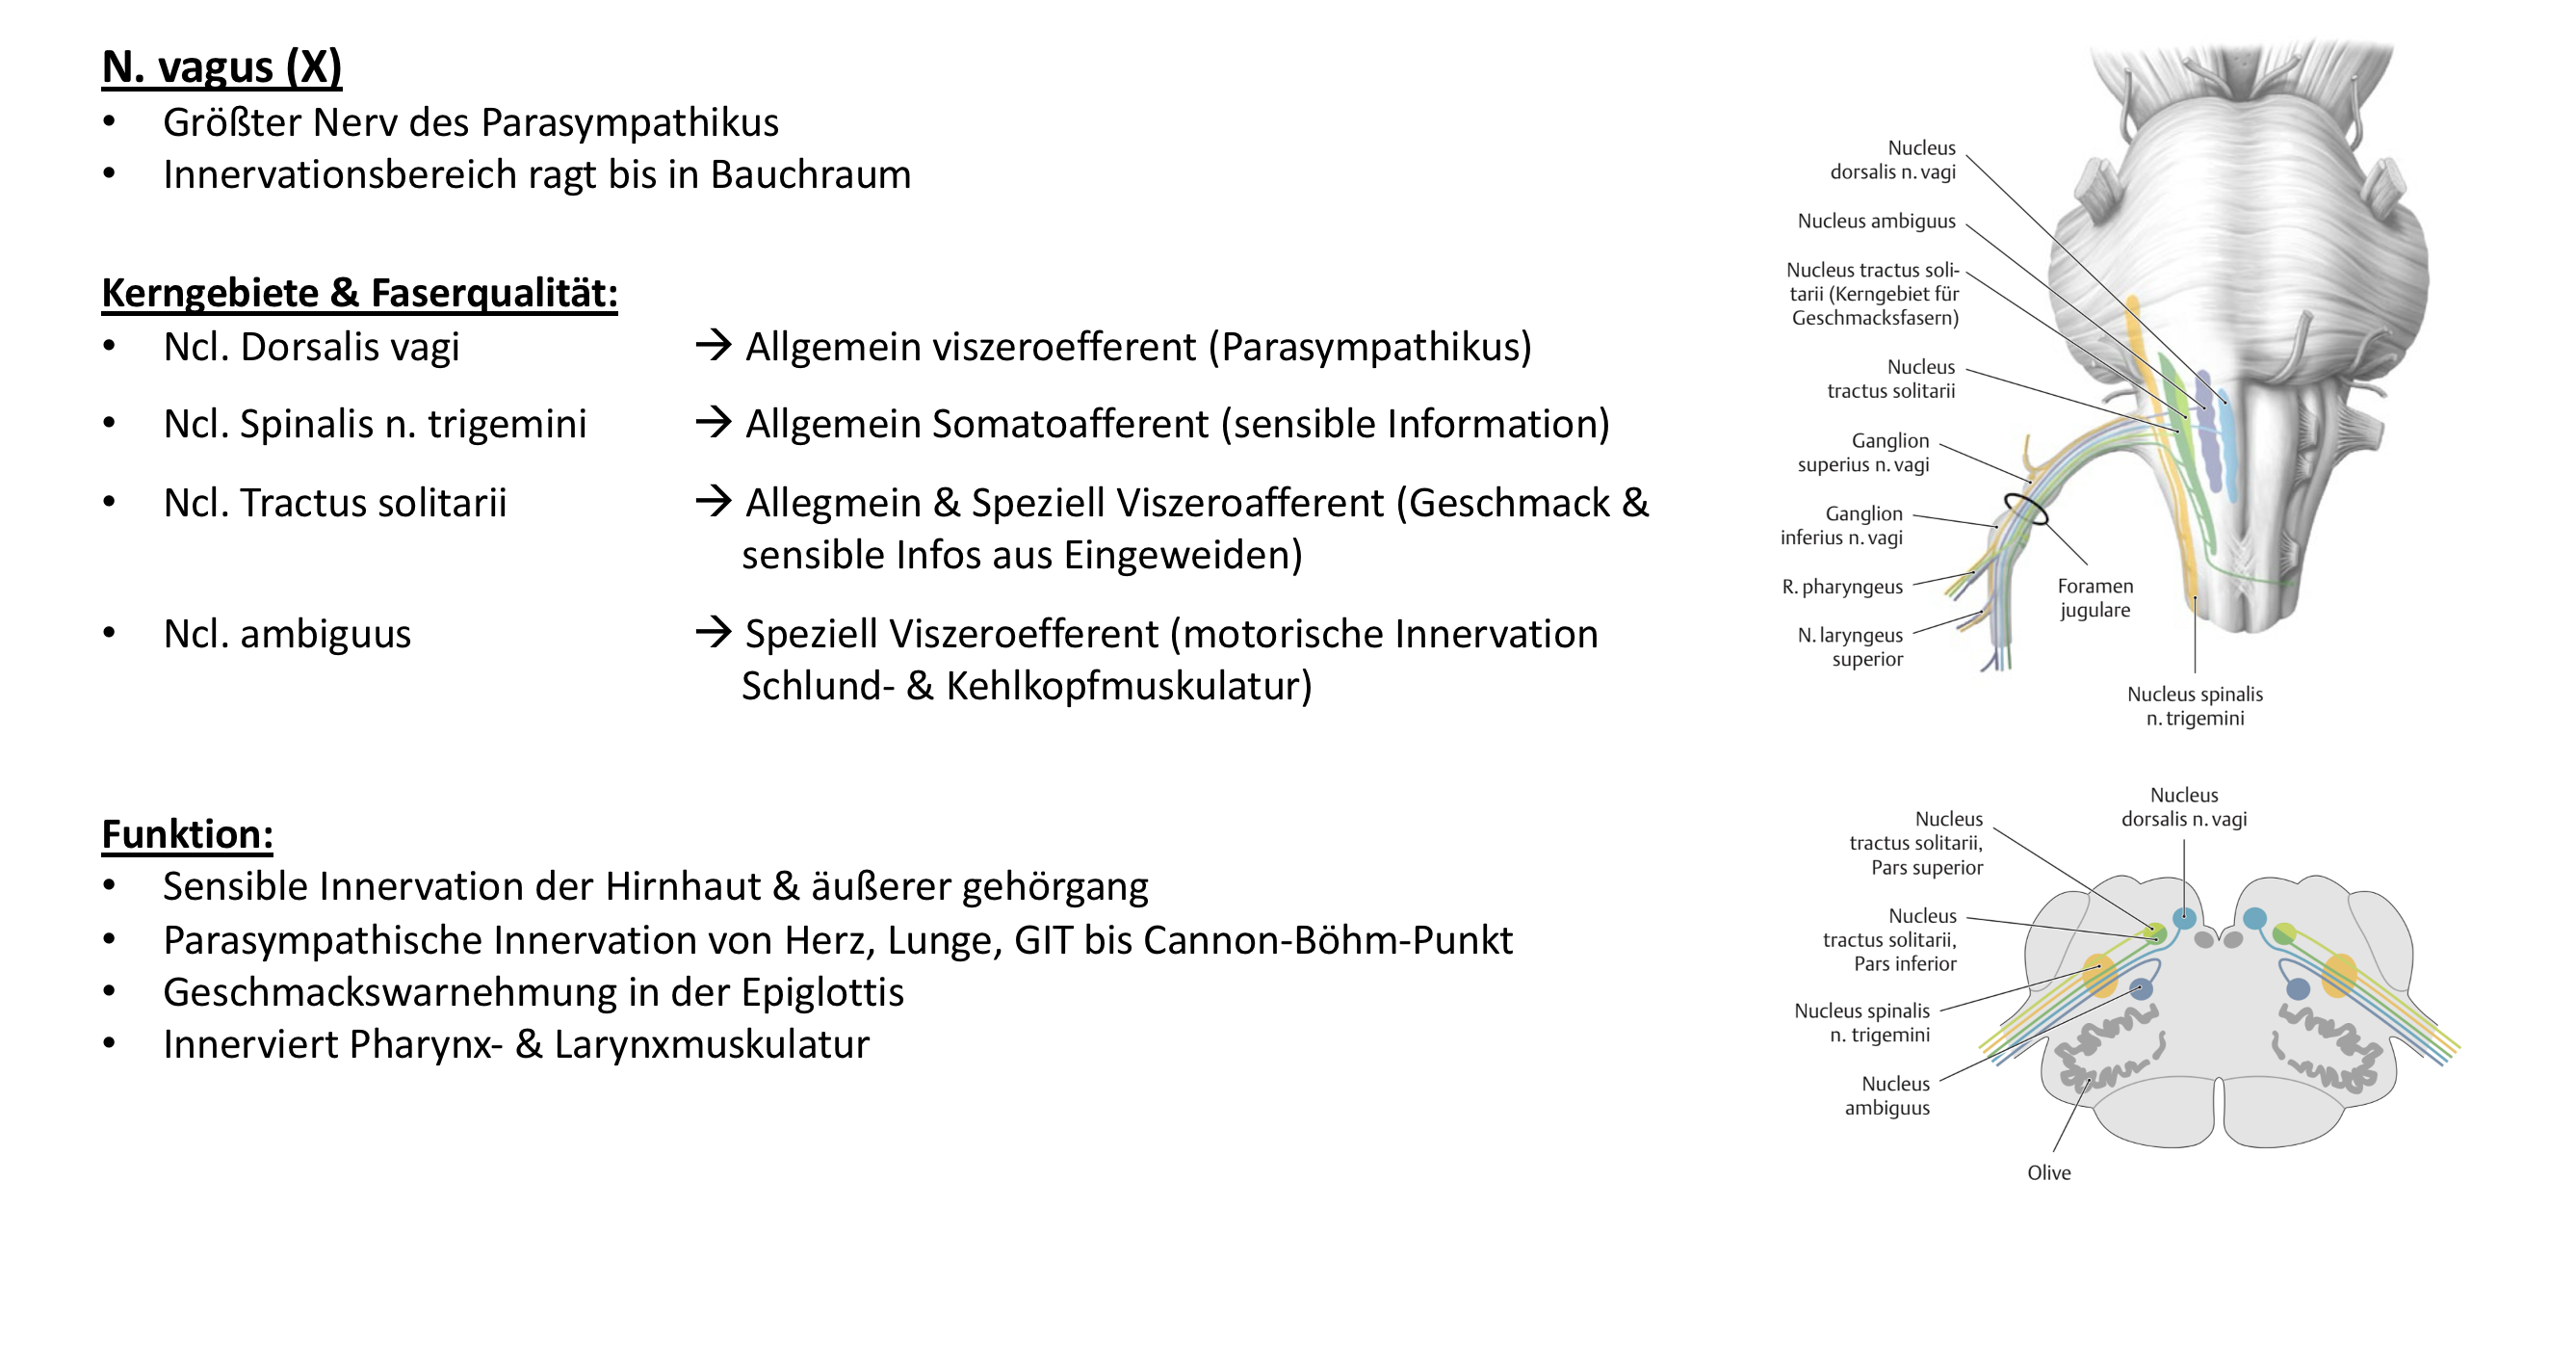 N. vagus (X)
• Größter Nerv des Parasympathikus
• Innervationsbereich ragt bis in Bauchraum
Kerngebiete & Faserqualität:
• Ncl. Dorsalis vagi → Allgemein viszeroefferent (Parasympathikus)
• Ncl. Spinalis n. trigemini → Allgemein Somatoafferent (sensible Information)
• Ncl. Tractus solitarii → Allegmein & Speziell Viszeroafferent (Geschmack &
sensible Infos aus Eingeweiden)
• Ncl. ambiguus → Speziell Viszeroefferent (motorische Innervation
Schlund- & Kehlkopfmuskulatur)
Funktion:
• Sensible Innervation der Hirnhaut & äußerer gehörgang
• Parasympathische Innervation von Herz, Lunge, GIT bis Cannon-Böhm-Punkt
• Geschmackswarnehmung in der Epiglottis
• Innerviert Pharynx- & Larynxmuskulatur
Nucleus
dorsalis n. vagi
Nucleus ambiguus
Nucleus tractus soli-
tarii (Kerngebiet für
Geschmacksfasern)
Nucleus
tractus solitarii
Ganglion
superius n. vagi
Ganglion
inferius n. vagi
R. pharyngeus
N. laryngeus
superior
Foramen
jugulare
Nucleus spinalis
n. trigemini
Nucleus
dorsalis n. vagi
Nucleus
tractus solitarii,
Pars superior
Nucleus
tractus solitarii,
Pars inferior
Nucleus spinalis
n. trigemini
Nucleus
ambiguus
Olive